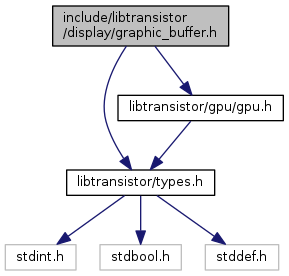 include/libtransistor
/display/graphic_buffer.h
libtransistor/gpu/gpu.h
libtransistor/types.h
stdint.h
stdbool.h
stddef.h